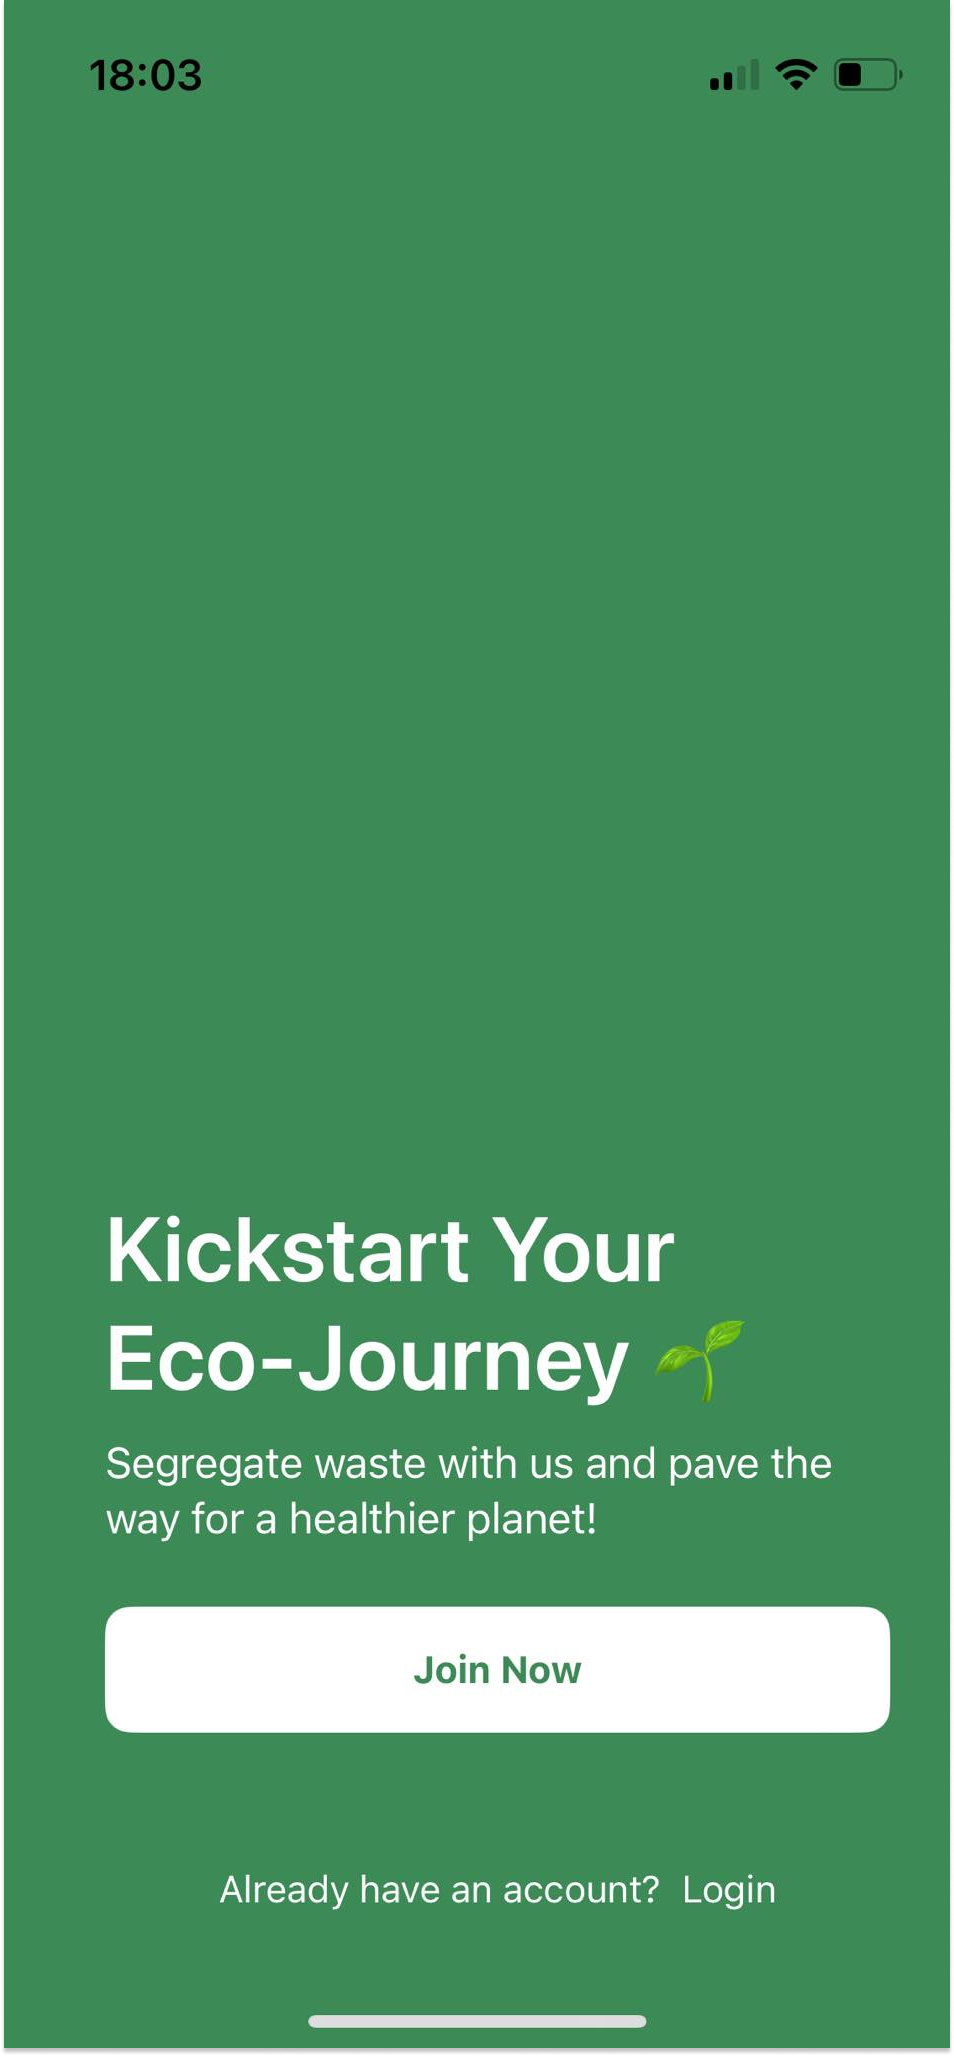 18:03
Kickstart Your
Eco-Journey 🌱
Segregate waste with us and pave the
way for a healthier planet!
Join Now
Already have an account? Login